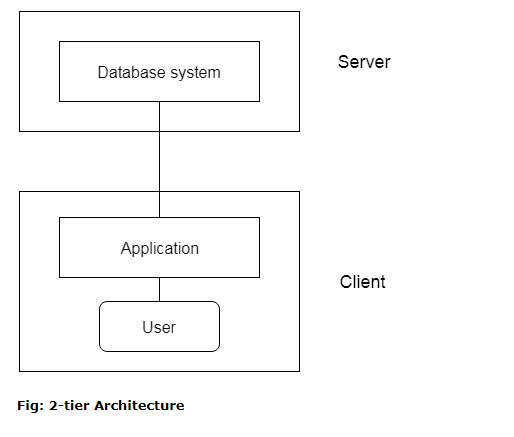 Database system
Server
Application
Client
User
Fig: 2-tier Architecture